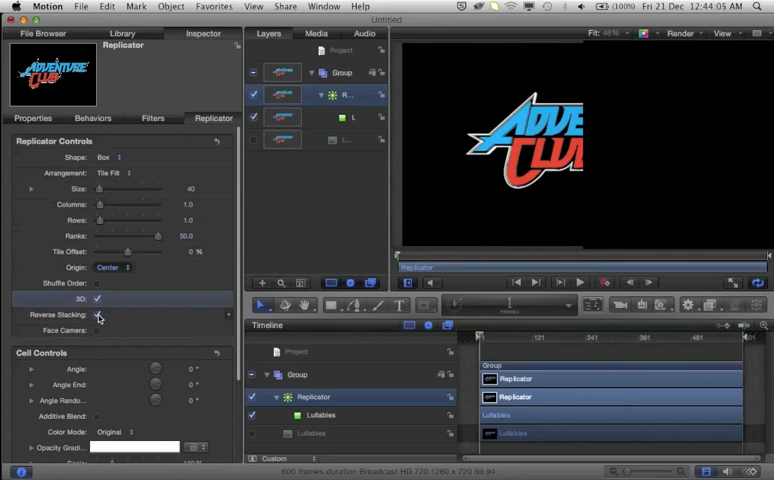 Motion File Edit Mark Object Favorites View Share Window Help (100%) Fri 21 Dec 12:44:05 AM
Untitled
File Browser Library Inspector
Layers Media Audio
Fit: 46% Render View
Replicator
ADVENTURE
CLUB
Project
Group
R...
L
L...
Properties Behaviors Filters Replicator
Replicator Controls
Shape: Box
Arrangement: Tile Fill
Size: 40
Columns: 1.0
Rows: 1.0
Ranks: 50.0
Tile Offset: 0 %
Origin: Center
Shuffle Order:
3D:
Reverse Stacking:
Face Camera:
Cell Controls
Angle: 0 °
Angle End: 0 °
Angle Rando... 0 °
Additive Blend:
Color Mode: Original
Opacity Gradi...
ADVE
CLU
Replicator
1
FRAMES
Timeline
1 121 241 361 481 601
Project
Group
Group
Replicator
Replicator
Replicator
Lullabies
Lullabies
Lullabies
Lullabies
Custom
600 frames duration Broadcast HD 720 1280 × 720 59.94